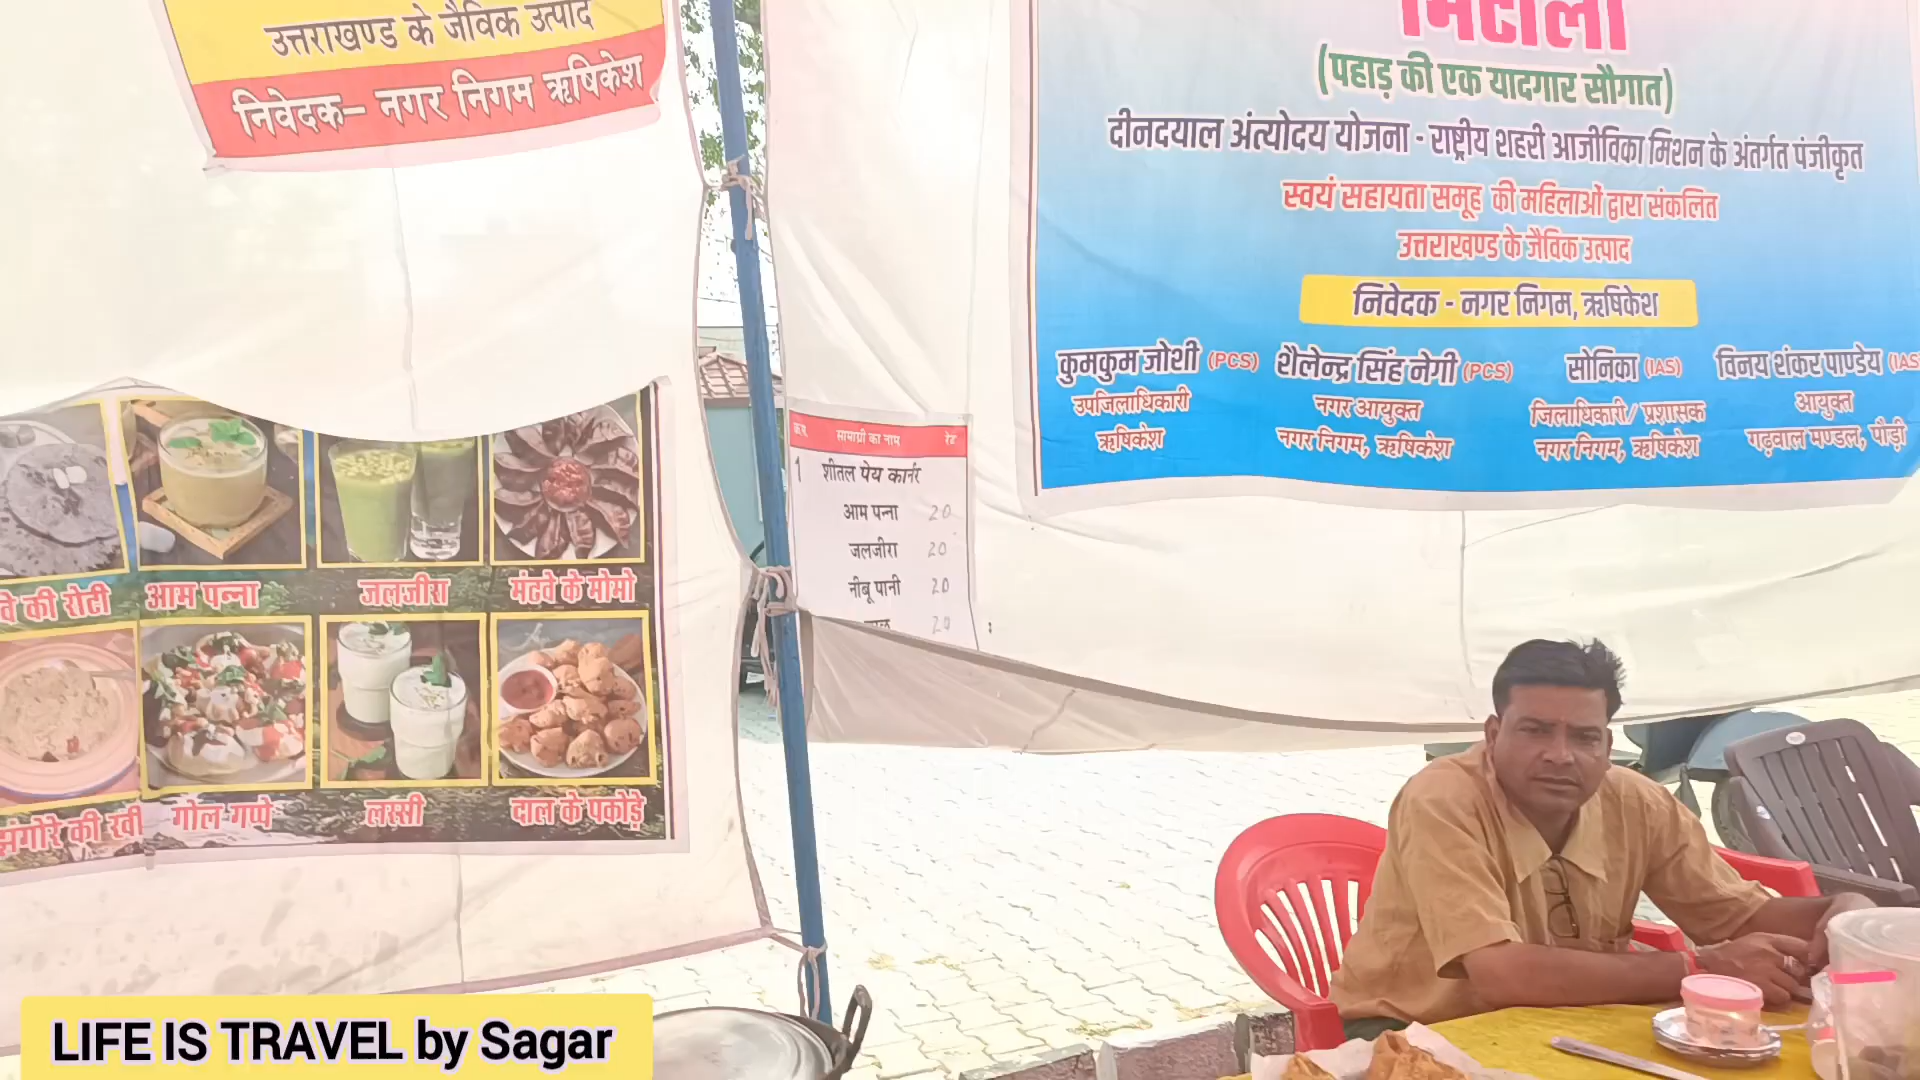 उत्तराखण्ड के जैविक उत्पाद
निवेदक– नगर निगम ऋषिकेश
(पहाड़ की एक यादगार सौगात)
दीनदयाल अंत्योदय योजना - राष्ट्रीय शहरी आजीविका मिशन के अंतर्गत पंजीकृत
स्वयं सहायता समूह की महिलाओं द्वारा संकलित
उत्तराखण्ड के जैविक उत्पाद
निवेदक - नगर निगम, ऋषिकेश
कुमकुम जोशी (PCS)
उपजिलाधिकारी
ऋषिकेश
शैलेन्द्र सिंह नेगी (PCS)
नगर आयुक्त
नगर निगम, ऋषिकेश
सोनिका (IAS)
जिलाधिकारी/ प्रशासक
नगर निगम, ऋषिकेश
विनय शंकर पाण्डेय (IAS
आयुक्त
गढ़वाल मण्डल, पौड़ी
सामाग्री का नाम रेट
1 शीतल पेय कार्नर
आम पन्ना 20
जलजीरा 20
नीबू पानी 20
20
की रोटी
आम पन्ना
जलजीरा
मंडवे के मोमो
झंगोरे की
गोल गप्पे
लस्सी
दाल के पकोड़े
LIFE IS TRAVEL by Sagar